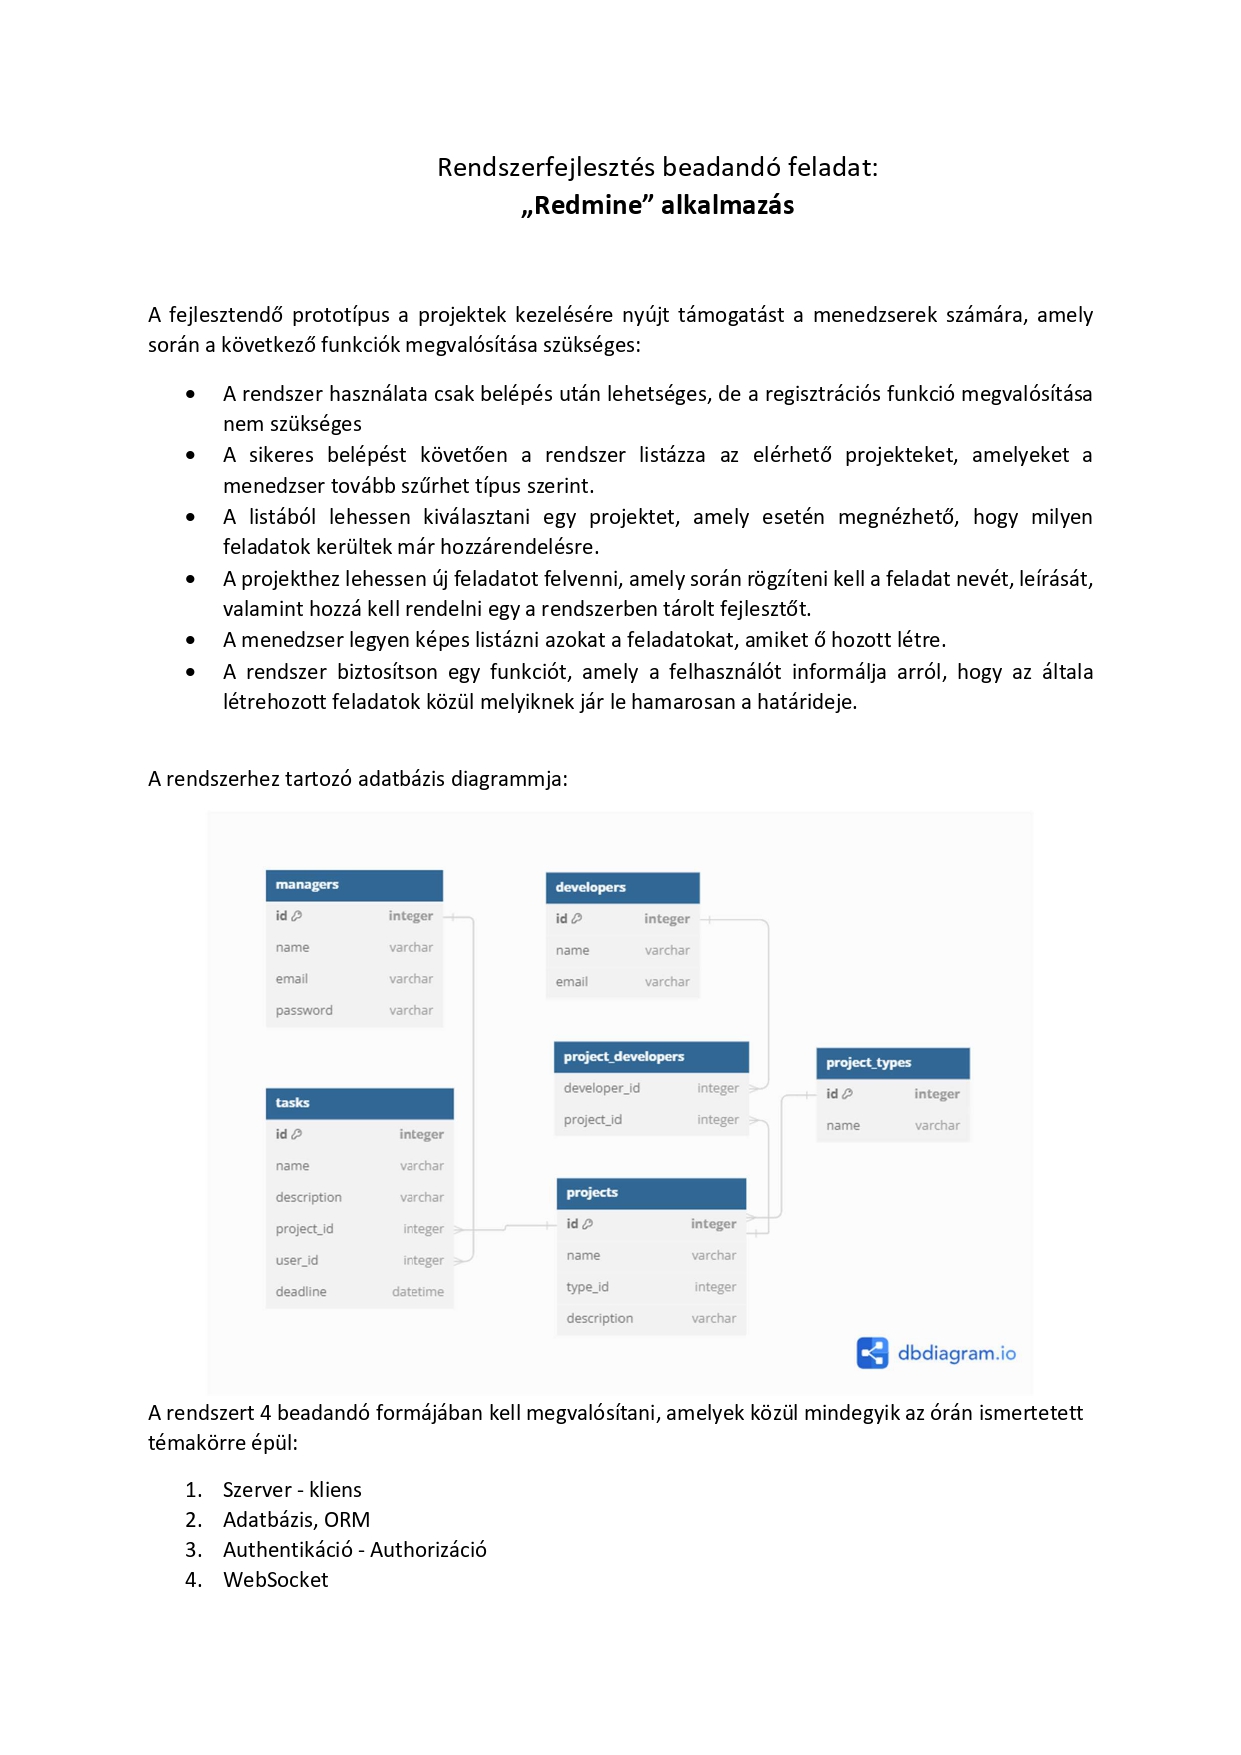 Rendszerfejlesztés beadandó feladat:
„Redmine” alkalmazás
A fejlesztendő prototípus a projektek kezelésére nyújt támogatást a menedzserek számára, amely
során a következő funkciók megvalósítása szükséges:
• A rendszer használata csak belépés után lehetséges, de a regisztrációs funkció megvalósítása
nem szükséges
• A sikeres belépést követően a rendszer listázza az elérhető projekteket, amelyeket a
menedzser tovább szűrhet típus szerint.
• A listából lehessen kiválasztani egy projektet, amely esetén megnézhető, hogy milyen
feladatok kerültek már hozzárendelésre.
• A projekthez lehessen új feladatot felvenni, amely során rögzíteni kell a feladat nevét, leírását,
valamint hozzá kell rendelni egy a rendszerben tárolt fejlesztőt.
• A menedzser legyen képes listázni azokat a feladatokat, amiket ő hozott létre.
• A rendszer biztosítson egy funkciót, amely a felhasználót informálja arról, hogy az általa
létrehozott feladatok közül melyiknek jár le hamarosan a határideje.
A rendszerhez tartozó adatbázis diagrammja:
managers
id integer
name varchar
email varchar
password varchar
developers
id integer
name varchar
email varchar
project_developers
developer_id integer
project_id integer
project_types
id integer
name varchar
tasks
id integer
name varchar
description varchar
project_id integer
user_id integer
deadline datetime
projects
id integer
name varchar
type_id integer
description varchar
dbdiagram.io
A rendszert 4 beadandó formájában kell megvalósítani, amelyek közül mindegyik az órán ismertetett
témakörre épül:
1. Szerver - kliens
2. Adatbázis, ORM
3. Authentikáció - Authorizáció
4. WebSocket